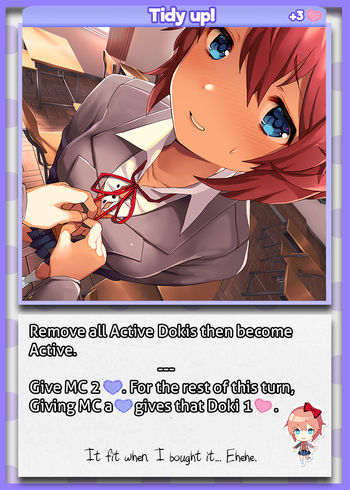 Tidy up!
+3
Remove all Active Dokis then become
Active.
---
Give MC 2 . For the rest of this turn,
Giving MC a gives that Doki 1 .
It fit when I bought it... Ehehe.